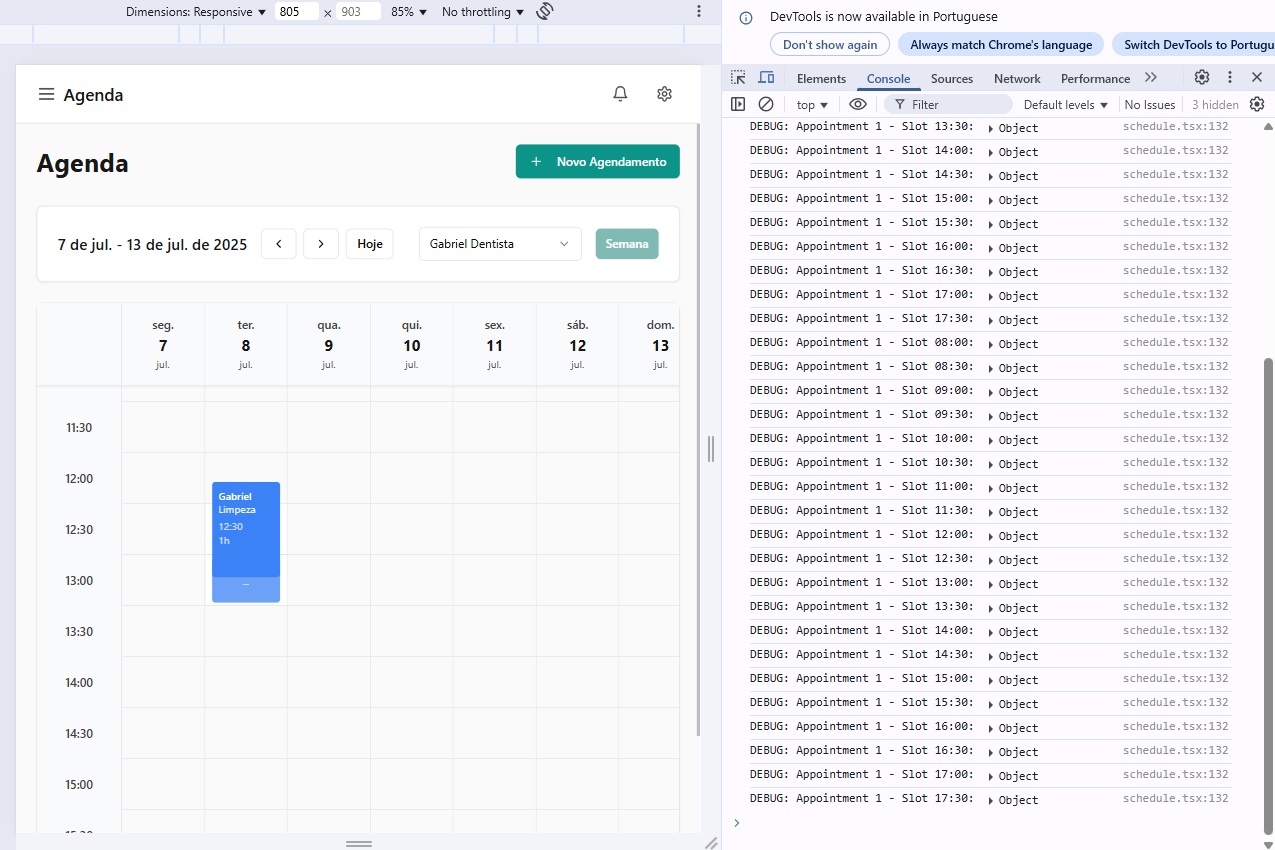 Dimensions: Responsive 805 × 903 85% No throttling
Agenda
Agenda
+ Novo Agendamento
7 de jul. - 13 de jul. de 2025 Hoje Gabriel Dentista Semana
seg. ter. qua. qui. sex. sáb. dom.
7 8 9 10 11 12 13
jul. jul. jul. jul. jul. jul. jul.
11:30
12:00
Gabriel
Limpeza
12:30
1h
12:30
13:00
13:30
14:00
14:30
15:00
15:30
DevTools is now available in Portuguese
Don't show again Always match Chrome's language Switch DevTools to Portugu
Elements Console Sources Network Performance
top Filter Default levels No Issues 3 hidden
DEBUG: Appointment 1 - Slot 13:30: Object schedule.tsx:132
DEBUG: Appointment 1 - Slot 14:00: Object schedule.tsx:132
DEBUG: Appointment 1 - Slot 14:30: Object schedule.tsx:132
DEBUG: Appointment 1 - Slot 15:00: Object schedule.tsx:132
DEBUG: Appointment 1 - Slot 15:30: Object schedule.tsx:132
DEBUG: Appointment 1 - Slot 16:00: Object schedule.tsx:132
DEBUG: Appointment 1 - Slot 16:30: Object schedule.tsx:132
DEBUG: Appointment 1 - Slot 17:00: Object schedule.tsx:132
DEBUG: Appointment 1 - Slot 17:30: Object schedule.tsx:132
DEBUG: Appointment 1 - Slot 08:00: Object schedule.tsx:132
DEBUG: Appointment 1 - Slot 08:30: Object schedule.tsx:132
DEBUG: Appointment 1 - Slot 09:00: Object schedule.tsx:132
DEBUG: Appointment 1 - Slot 09:30: Object schedule.tsx:132
DEBUG: Appointment 1 - Slot 10:00: Object schedule.tsx:132
DEBUG: Appointment 1 - Slot 10:30: Object schedule.tsx:132
DEBUG: Appointment 1 - Slot 11:00: Object schedule.tsx:132
DEBUG: Appointment 1 - Slot 11:30: Object schedule.tsx:132
DEBUG: Appointment 1 - Slot 12:00: Object schedule.tsx:132
DEBUG: Appointment 1 - Slot 12:30: Object schedule.tsx:132
DEBUG: Appointment 1 - Slot 13:00: Object schedule.tsx:132
DEBUG: Appointment 1 - Slot 13:30: Object schedule.tsx:132
DEBUG: Appointment 1 - Slot 14:00: Object schedule.tsx:132
DEBUG: Appointment 1 - Slot 14:30: Object schedule.tsx:132
DEBUG: Appointment 1 - Slot 15:00: Object schedule.tsx:132
DEBUG: Appointment 1 - Slot 15:30: Object schedule.tsx:132
DEBUG: Appointment 1 - Slot 16:00: Object schedule.tsx:132
DEBUG: Appointment 1 - Slot 16:30: Object schedule.tsx:132
DEBUG: Appointment 1 - Slot 17:00: Object schedule.tsx:132
DEBUG: Appointment 1 - Slot 17:30: Object schedule.tsx:132